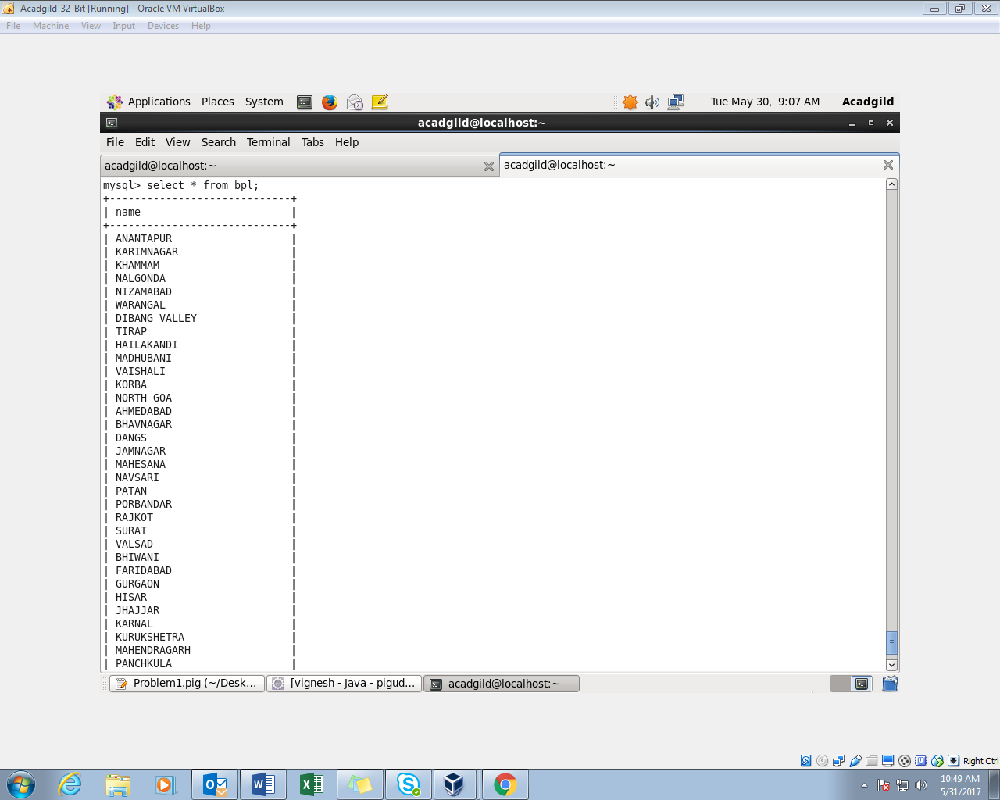 Acadgild_32_Bit [Running] - Oracle VM VirtualBox
File Machine View Input Devices Help
Applications Places System Tue May 30, 9:07 AM Acadgild
acadgild@localhost:~
File Edit View Search Terminal Tabs Help
acadgild@localhost:~ acadgild@localhost:~
mysql> select * from bpl;
+-----------------------------+
| name |
+-----------------------------+
| ANANTAPUR |
| KARIMNAGAR |
| KHAMMAM |
| NALGONDA |
| NIZAMABAD |
| WARANGAL |
| DIBANG VALLEY |
| TIRAP |
| HAILAKANDI |
| MADHUBANI |
| VAISHALI |
| KORBA |
| NORTH GOA |
| AHMEDABAD |
| BHAVNAGAR |
| DANGS |
| JAMNAGAR |
| MAHESANA |
| NAVSARI |
| PATAN |
| PORBANDAR |
| RAJKOT |
| SURAT |
| VALSAD |
| BHIWANI |
| FARIDABAD |
| GURGAON |
| HISAR |
| JHAJJAR |
| KARNAL |
| KURUKSHETRA |
| MAHENDRAGARH |
| PANCHKULA |
Problem1.pig (~/Desk... [vignesh - Java - pigud... acadgild@localhost:~
Right Ctrl
10:49 AM
5/31/2017